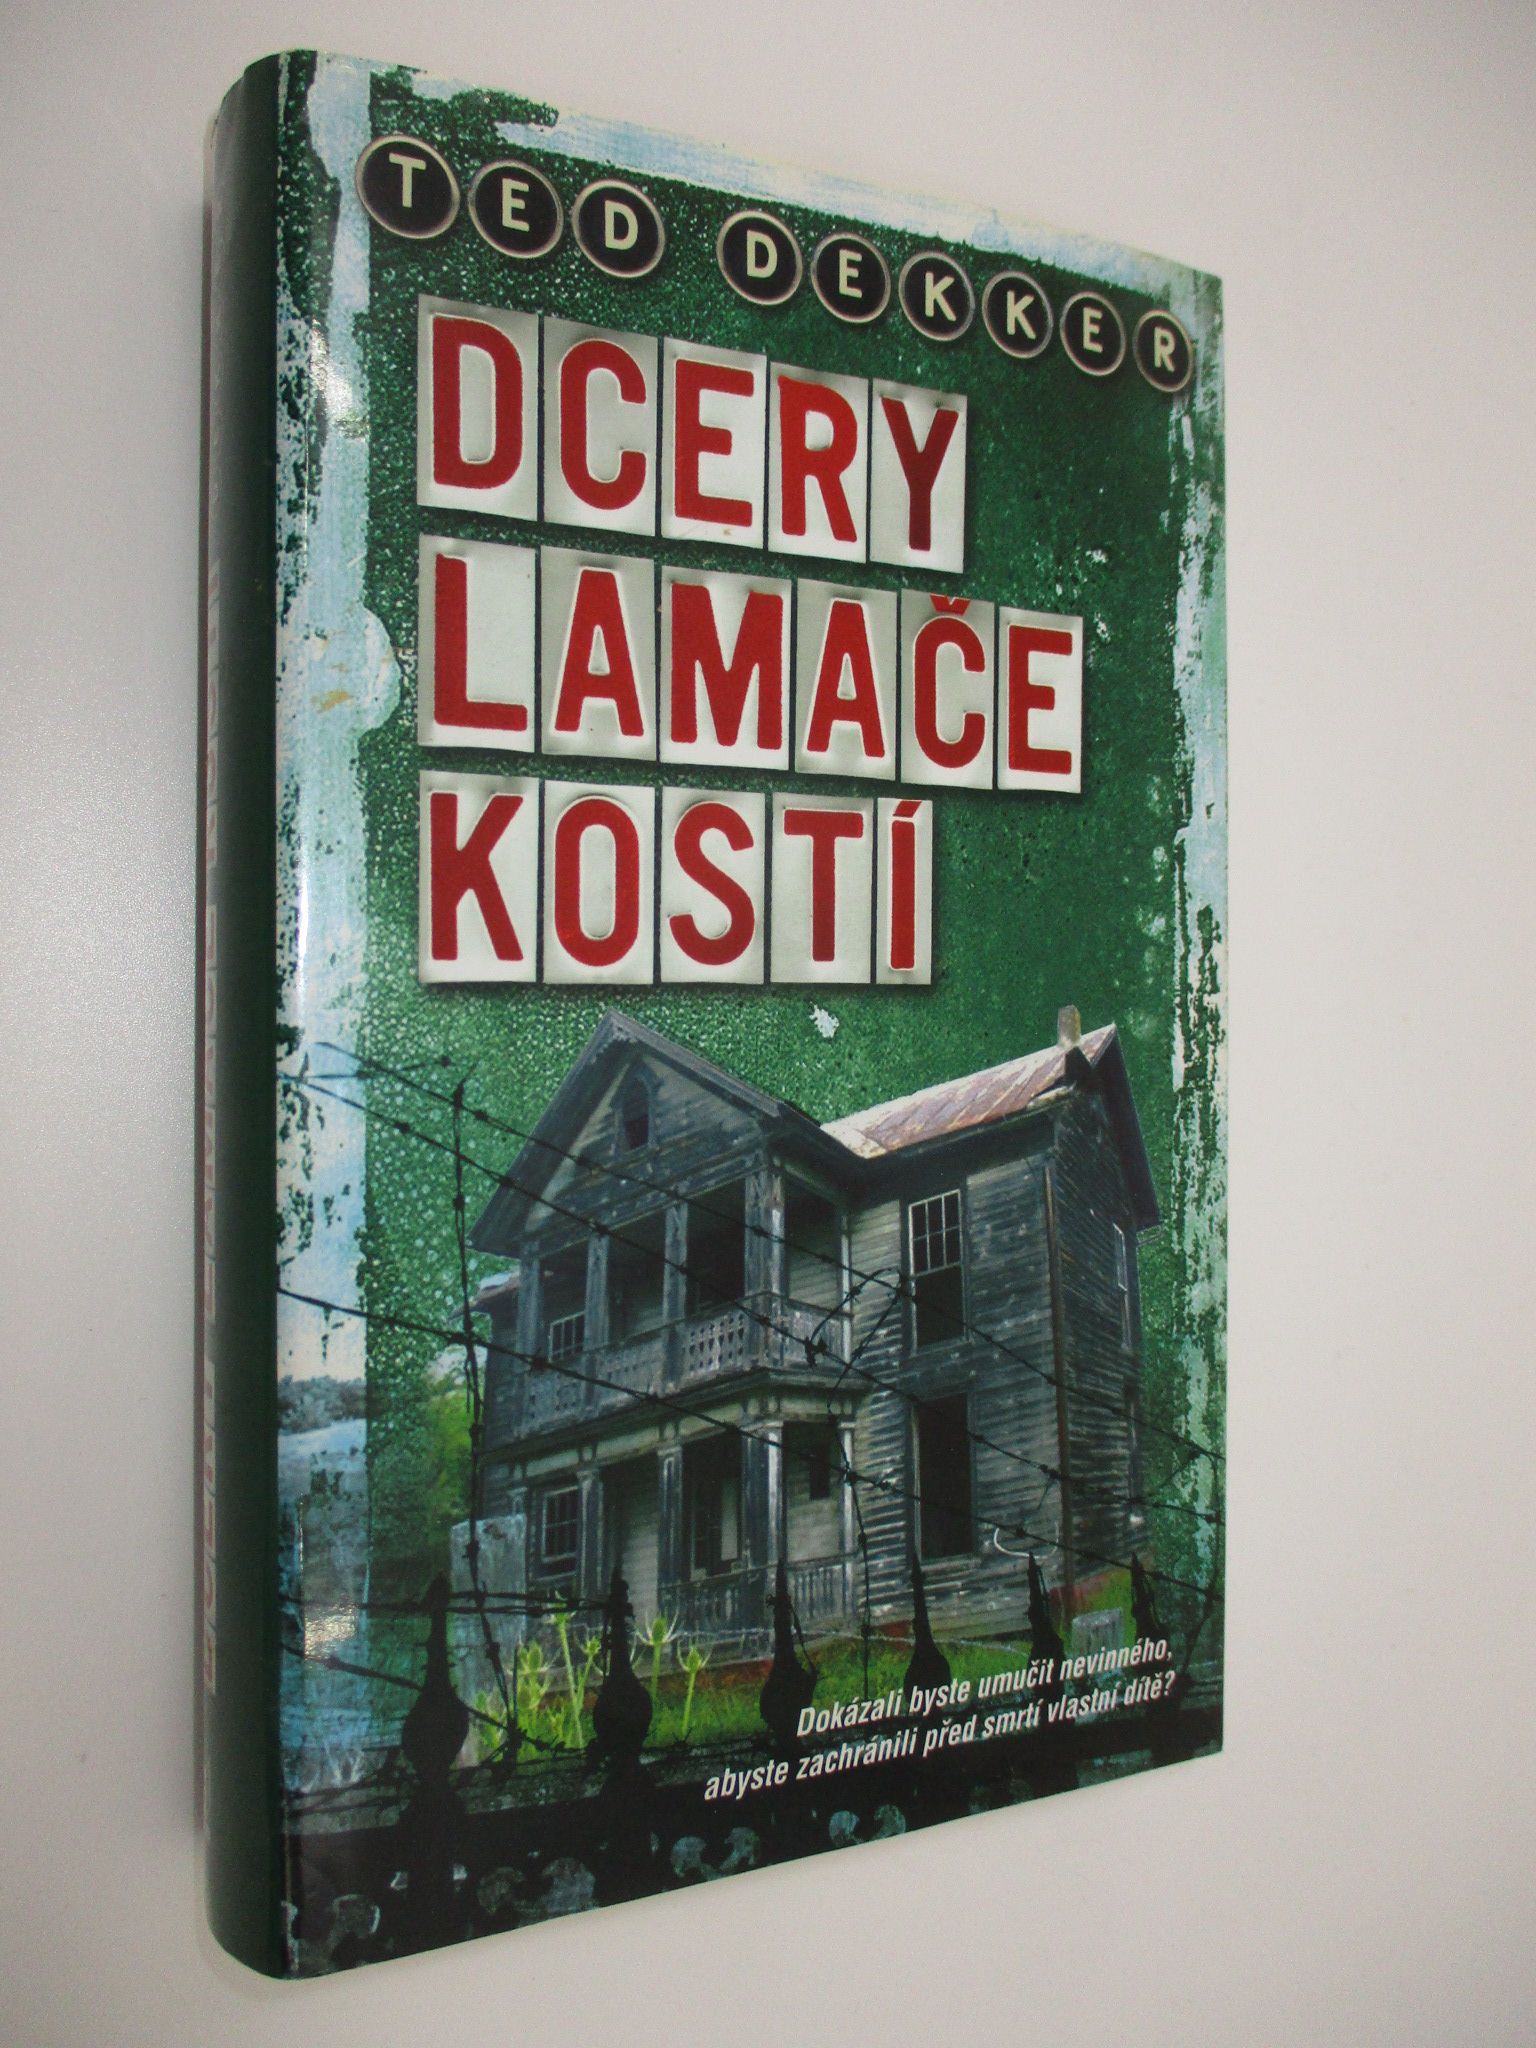 TED DEKKER
DCERY
LAMAČE
KOSTÍ
Dokázali byste umučit nevinného,
abyste zachránili před smrtí vlastní dítě?